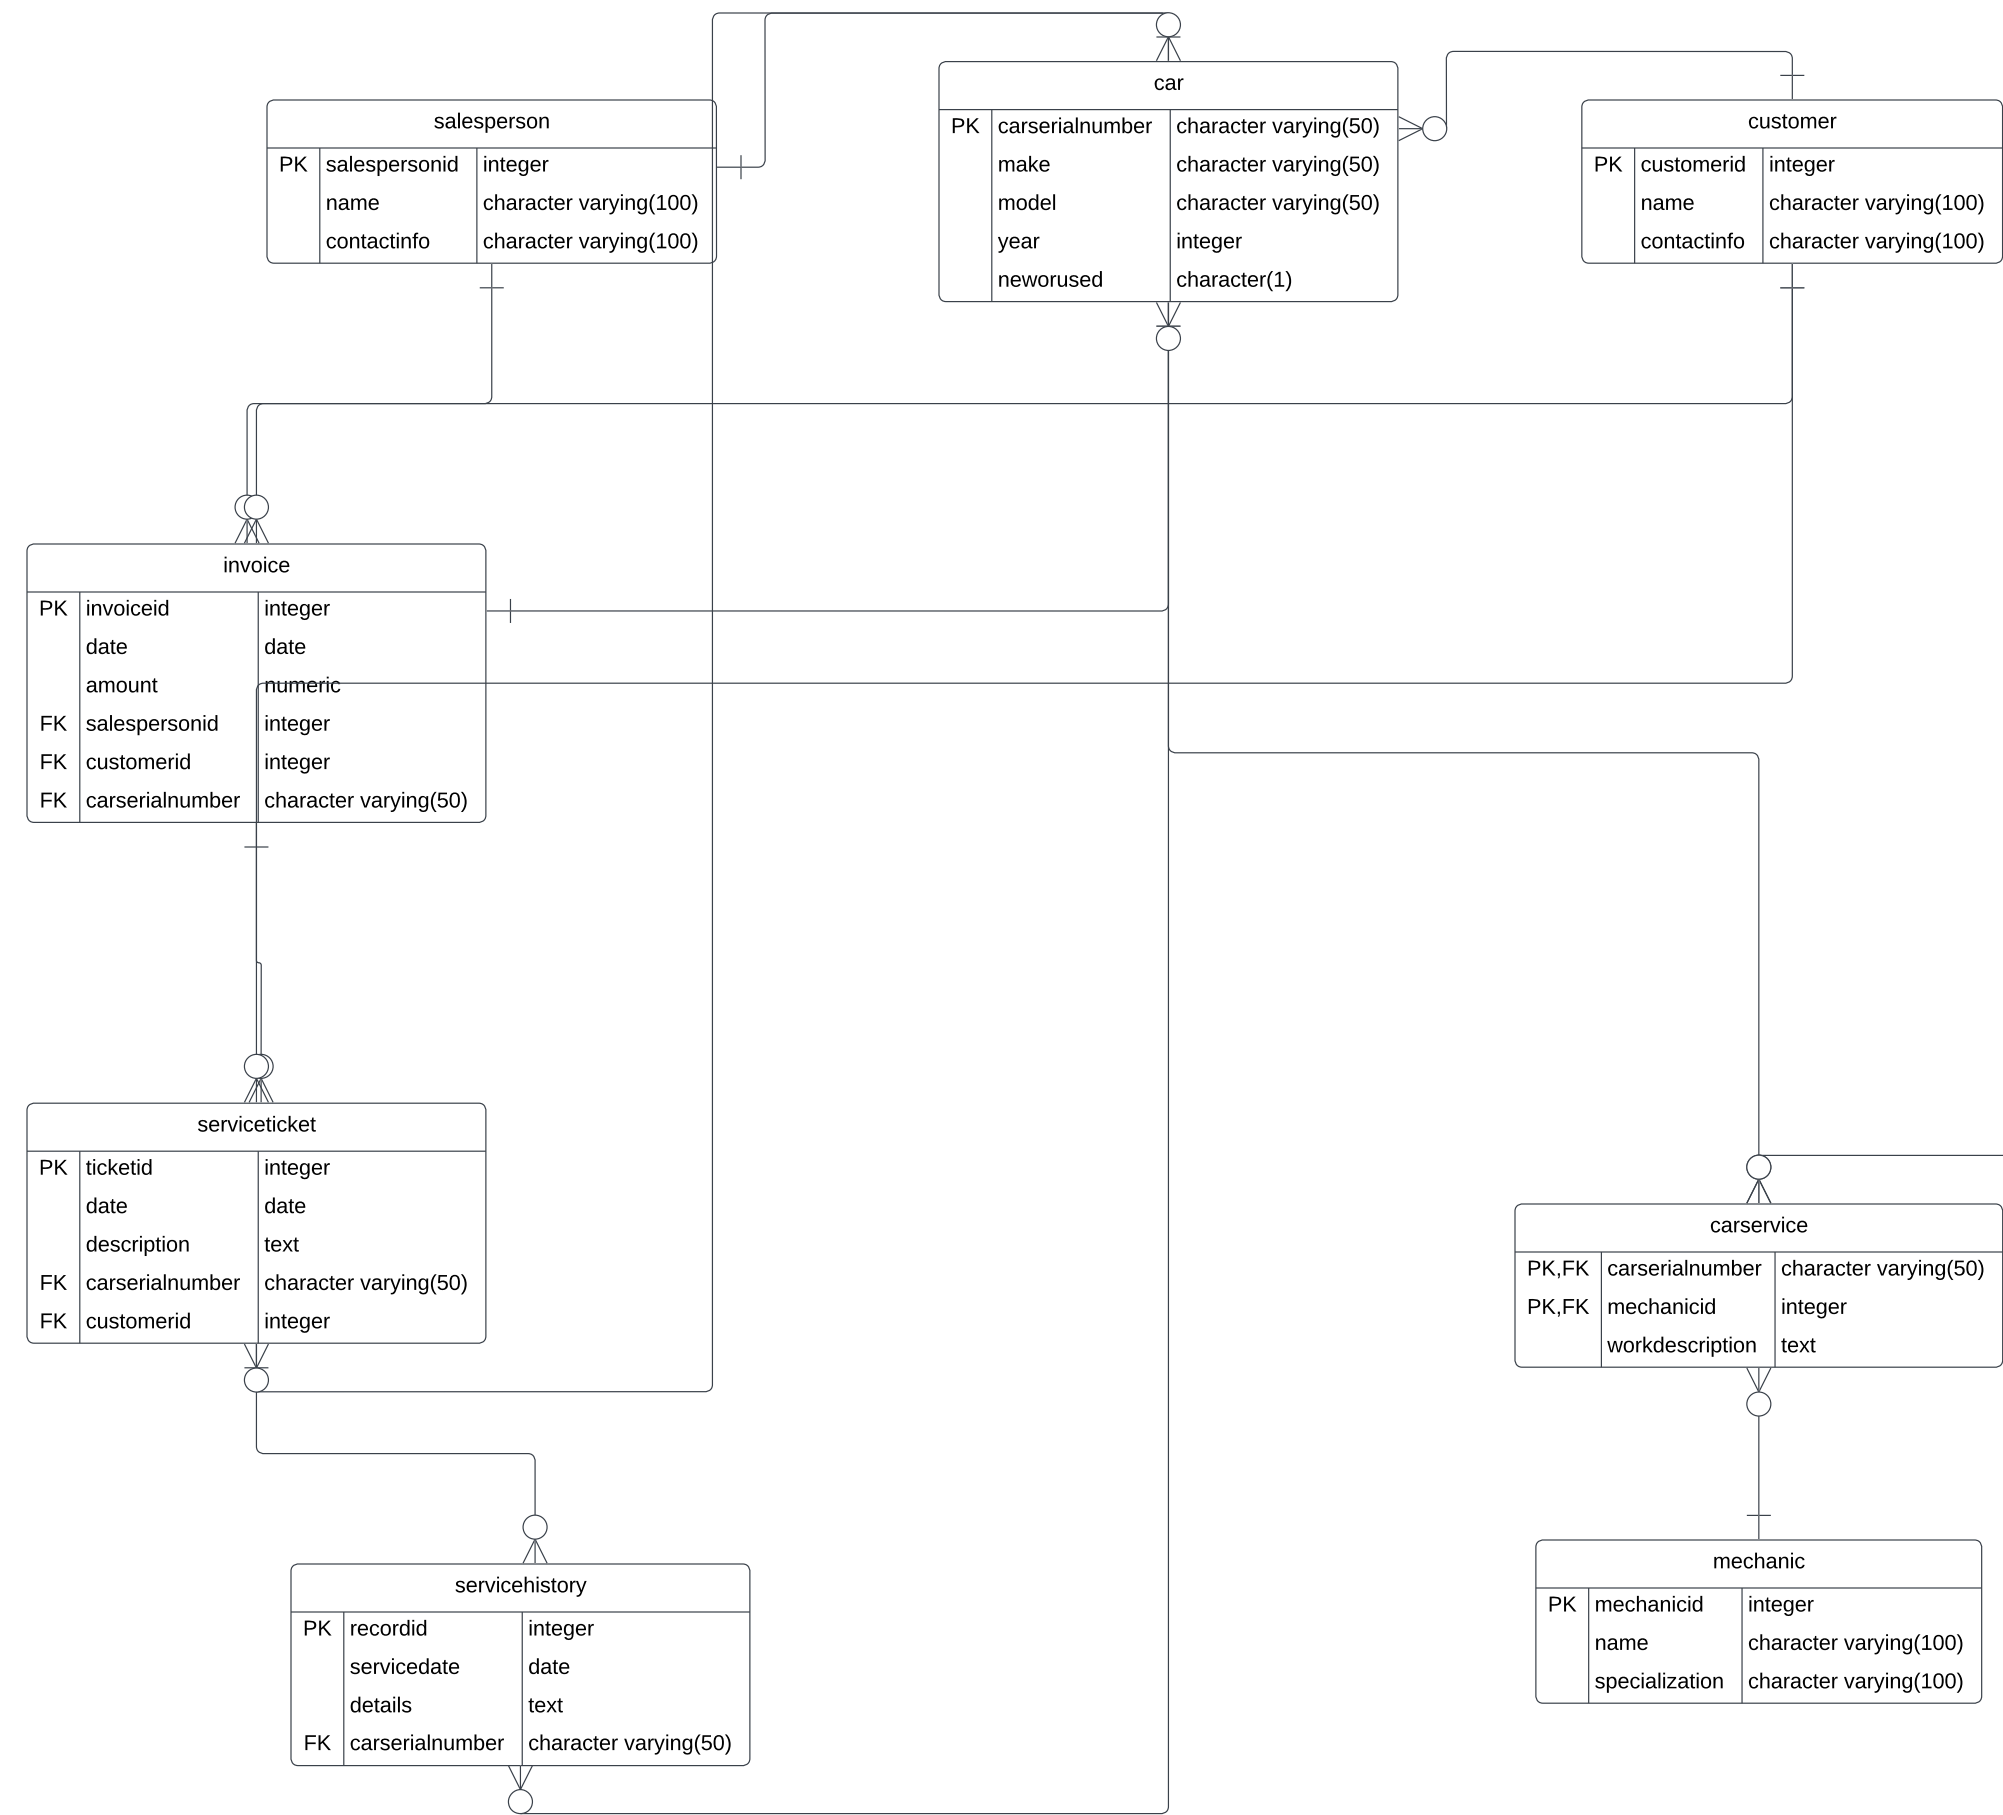 car
salesperson
customer
PK carserialnumber character varying(50)
make character varying(50)
model character varying(50)
year integer
neworused character(1)
PK salespersonid integer
name character varying(100)
contactinfo character varying(100)
PK customerid integer
name character varying(100)
contactinfo character varying(100)
invoice
PK invoiceid integer
date date
amount numeric
FK salespersonid integer
FK customerid integer
FK carserialnumber character varying(50)
serviceticket
PK ticketid integer
date date
description text
FK carserialnumber character varying(50)
FK customerid integer
carservice
PK,FK carserialnumber character varying(50)
PK,FK mechanicid integer
workdescription text
servicehistory
PK recordid integer
servicedate date
details text
FK carserialnumber character varying(50)
mechanic
PK mechanicid integer
name character varying(100)
specialization character varying(100)